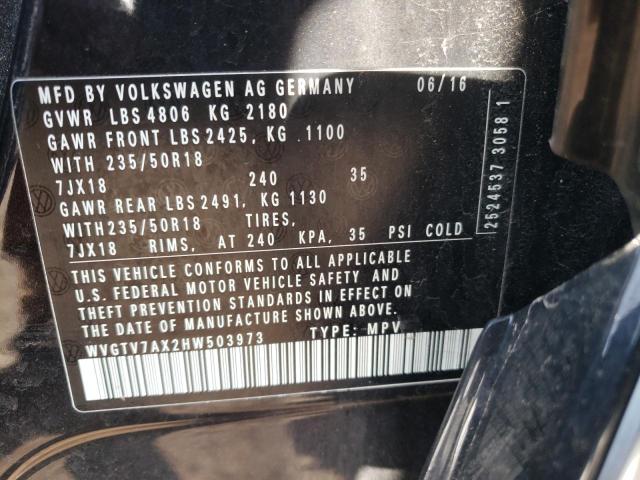 MFD BY VOLKSWAGEN AG GERMANY 06/16
GVWR LBS 4806 KG 2180
GAWR FRONT LBS 2425, KG .1100
WITH 235/50R18
7JX18 240 35
GAWR REAR LBS 2491, KG 1130
WITH 235/50R18 TIRES,
7JX18 RIMS, AT 240 KPA, 35 PSI COLD
THIS VEHICLE CONFORMS TO ALL APPLICABLE
U.S. FEDERAL MOTOR VEHICLE SAFETY AND
THEFT PREVENTION STANDARDS IN EFFECT ON
THE DATE OF MANUFACTURE SHOWN ABOVE.
WVGTV7AX2HW503973 TYPE: MPV
2524537 3058 1